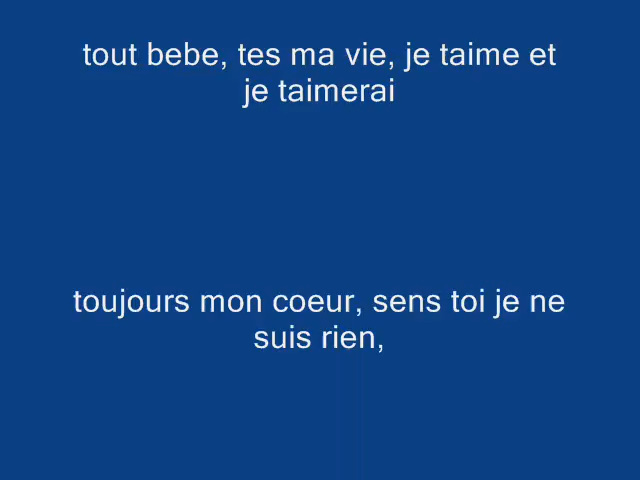 tout bebe, tes ma vie, je taime et
je taimerai
toujours mon coeur, sens toi je ne
suis rien,